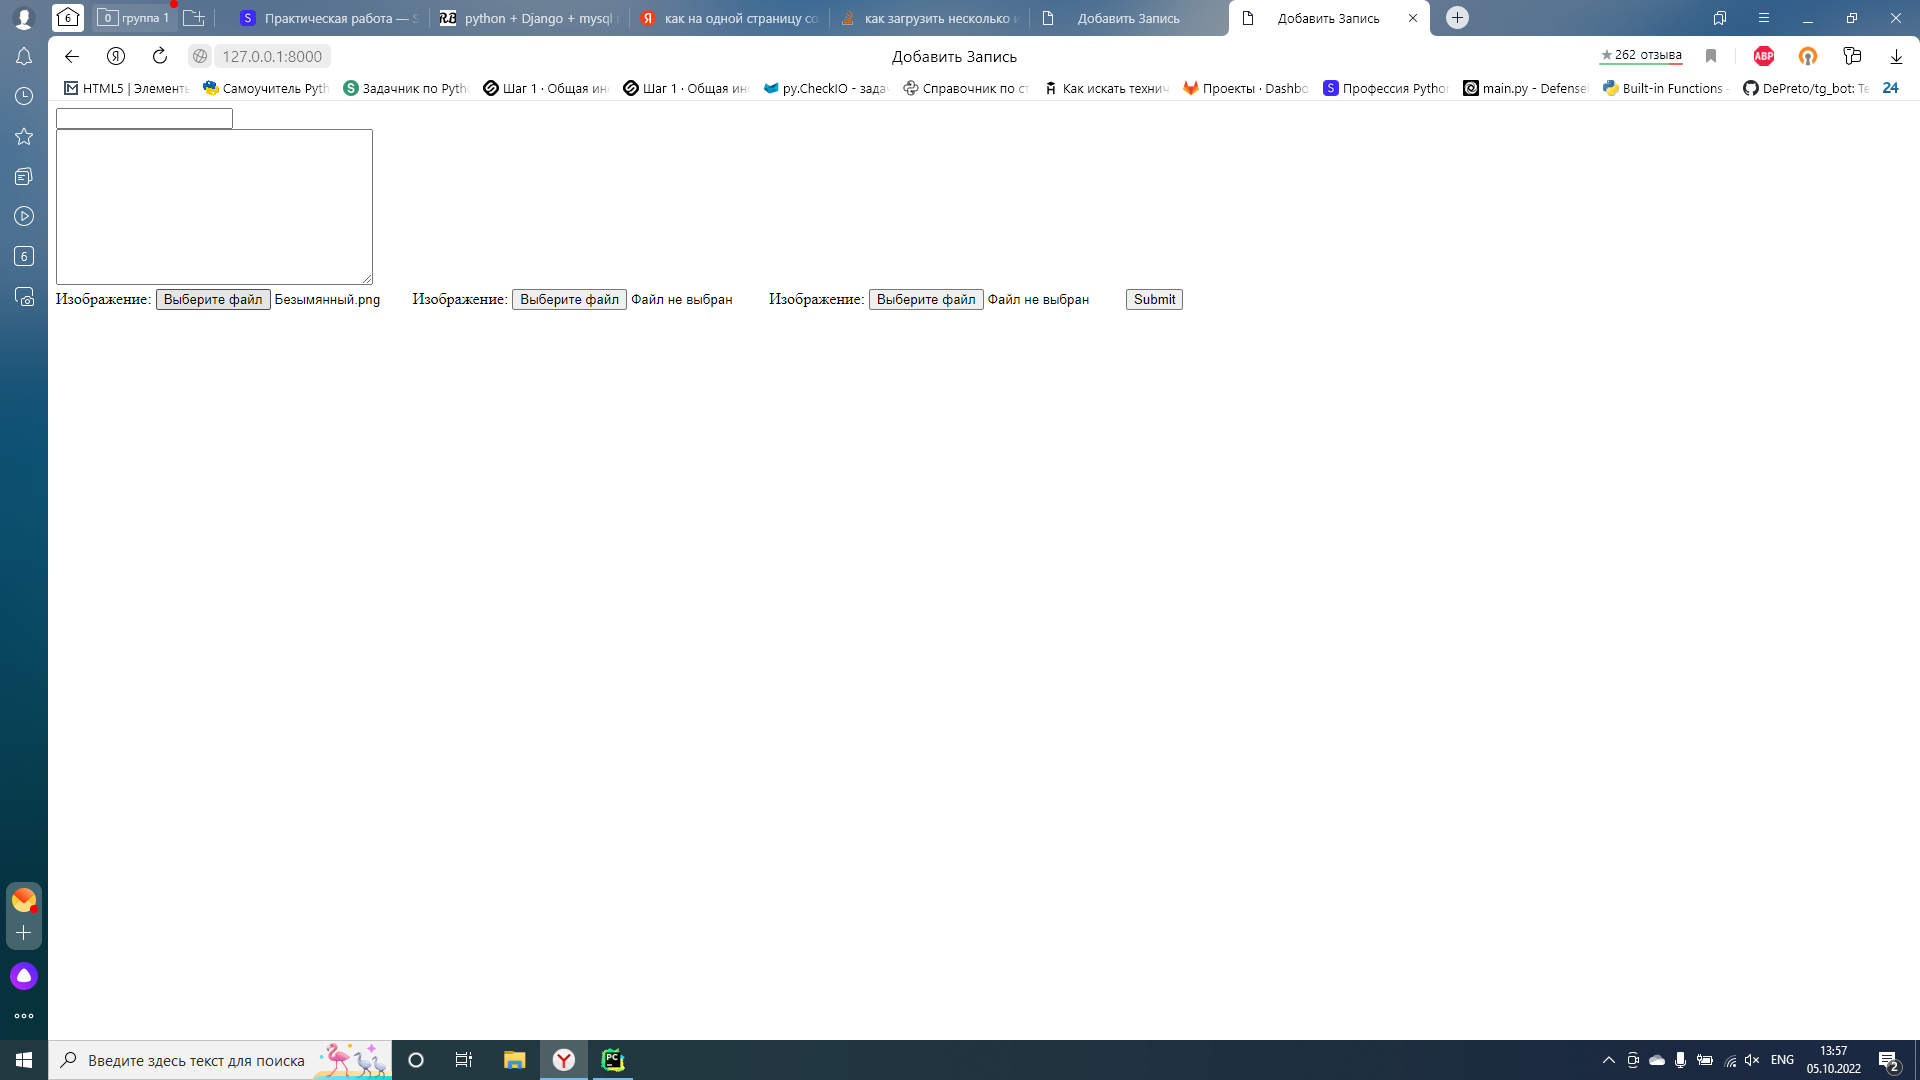 6
0 группа 1
Практическая работа — S
python + Django + mysql
как на одной страницу со
как загрузить несколько и
Добавить Запись
Добавить Запись
127.0.0.1:8000
Добавить Запись
★262 отзыва
ABP
HTML5 | Элементь
Самоучитель Pyth
Задачник по Pytho
Шаг 1 · Общая ин
Шаг 1 · Общая ин
py.CheckIO - зада
Справочник по ст
Как искать технич
Проекты · Dashbo
Профессия Python
main.py - Defense
Built-in Functions -
DePreto/tg_bot: Te
24
6
Изображение: Выберите файл Безымянный.png Изображение: Выберите файл Файл не выбран Изображение: Выберите файл Файл не выбран Submit
Введите здесь текст для поиска
ENG
13:57
05.10.2022
2